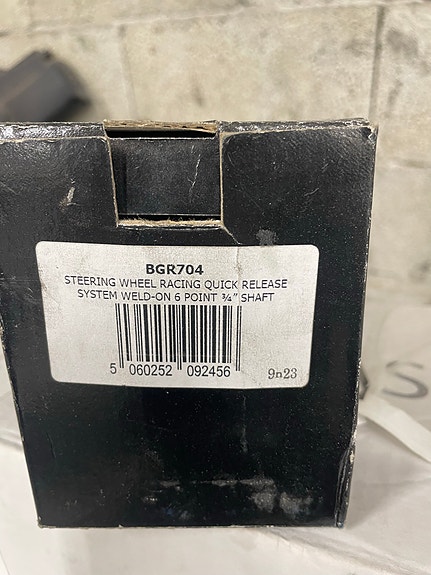 BGR704
STEERING WHEEL RACING QUICK RELEASE
SYSTEM WELD-ON 6 POINT ¾" SHAFT
5 060252 092456
9n23